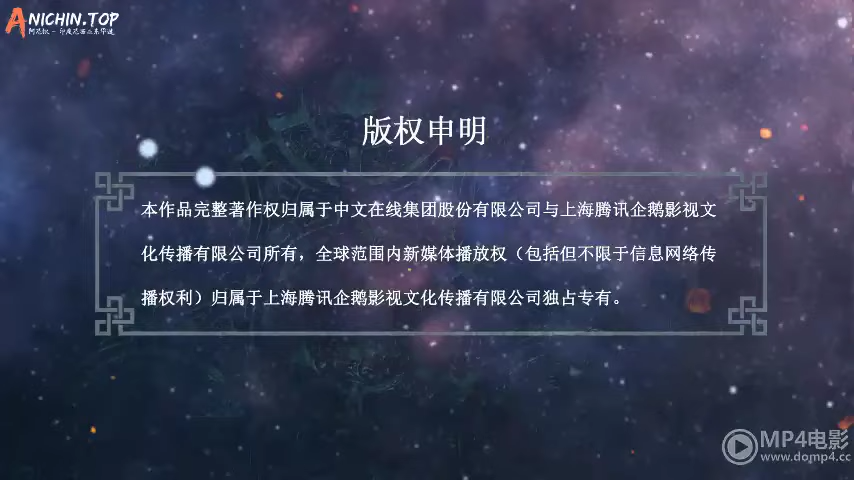 ANICHIN.TOP
版权申明
本作品完整著作权归属于中文在线集团股份有限公司与上海腾讯企鹅影视文
化传播有限公司所有，全球范围内新媒体播放权（包括但不限于信息网络传
播权利）归属于上海腾讯企鹅影视文化传播有限公司独占专有。
MP4电影
www.domp4.cc